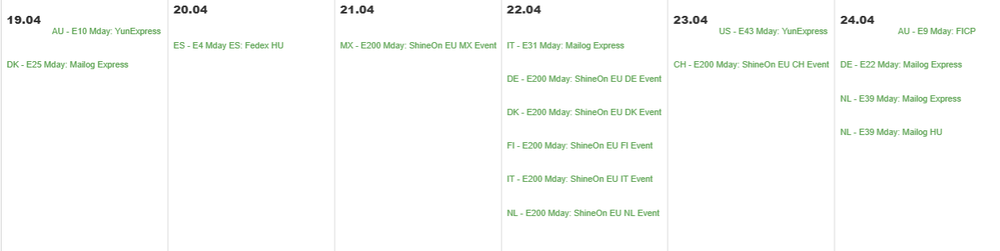 19.04
AU - E10 Mday: YunExpress
DK - E25 Mday: Mailog Express
20.04
ES - E4 Mday ES: Fedex HU
21.04
MX - E200 Mday: ShineOn EU MX Event
22.04
IT - E31 Mday: Mailog Express
DE - E200 Mday: ShineOn EU DE Event
DK - E200 Mday: ShineOn EU DK Event
FI - E200 Mday: ShineOn EU FI Event
IT - E200 Mday: ShineOn EU IT Event
NL - E200 Mday: ShineOn EU NL Event
23.04
US - E43 Mday: YunExpress
CH - E200 Mday: ShineOn EU CH Event
24.04
AU - E9 Mday: FICP
DE - E22 Mday: Mailog Express
NL - E39 Mday: Mailog Express
NL - E39 Mday: Mailog HU